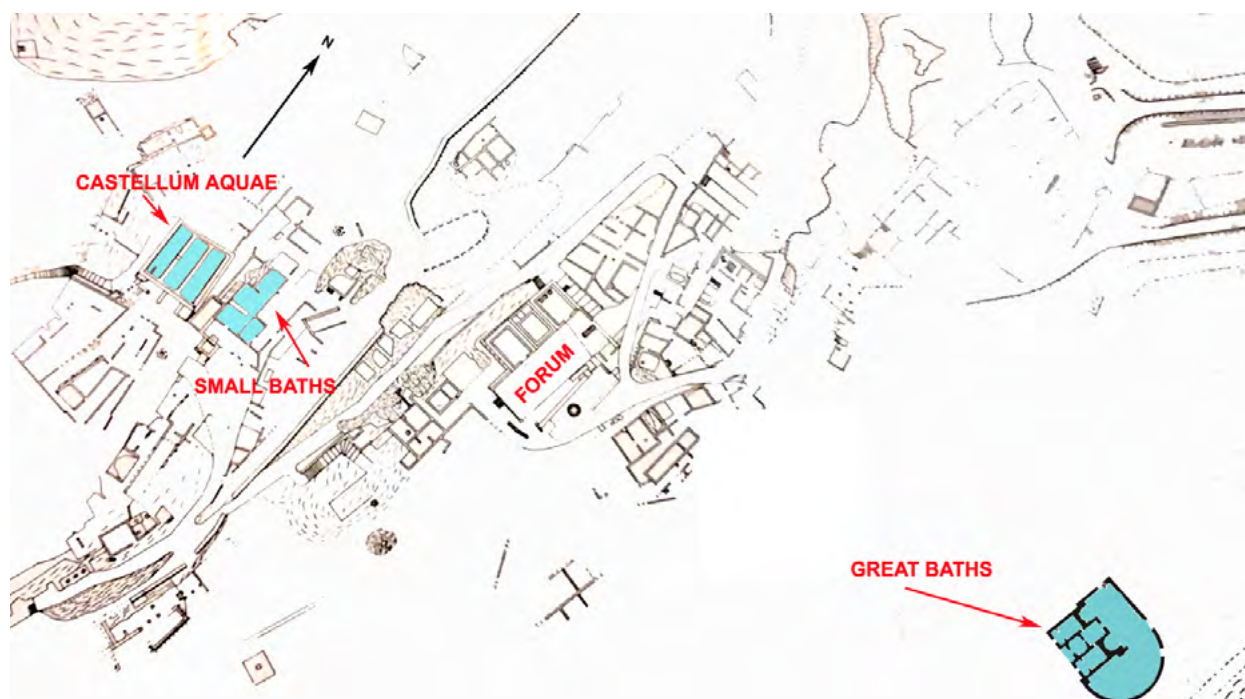 N
CASTELLUM AQUAE
SMALL BATHS
FORUM
GREAT BATHS